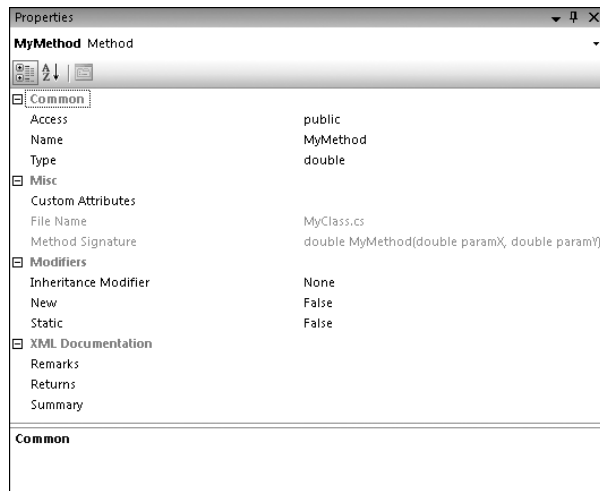 Properties
MyMethod Method
Common
Access public
Name MyMethod
Type double
Misc
Custom Attributes
File Name MyClass.cs
Method Signature double MyMethod(double paramX, double paramY)
Modifiers
Inheritance Modifier None
New False
Static False
XML Documentation
Remarks
Returns
Summary
Common